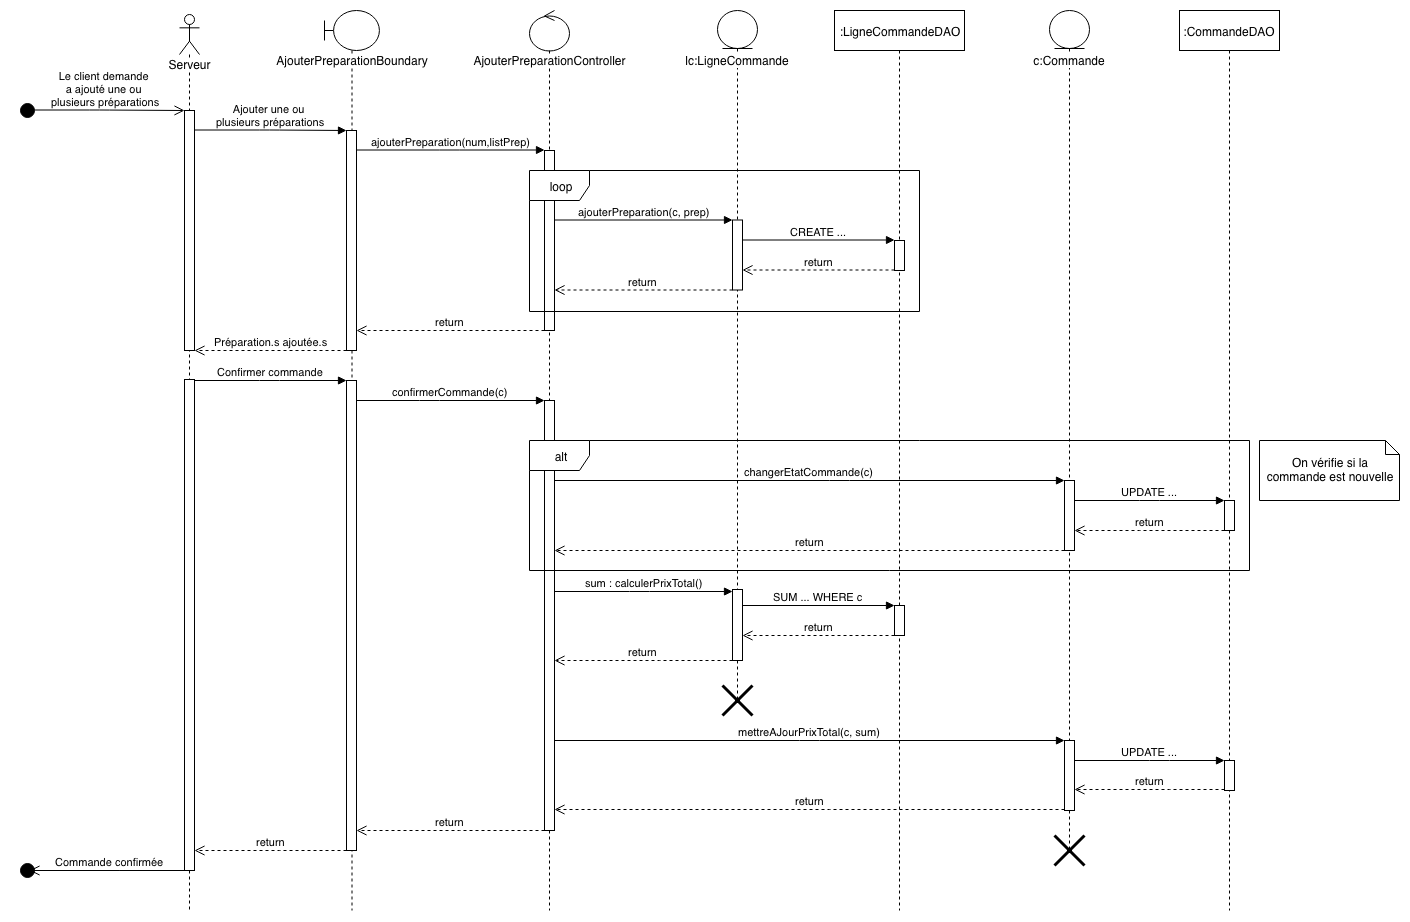 Serveur
AjouterPreparationBoundary
AjouterPreparationController
lc:LigneCommande
:LigneCommandeDAO
c:Commande
:CommandeDAO
Le client demande
a ajouté une ou
plusieurs préparations
Ajouter une ou
plusieurs préparations
ajouterPreparation(num,listPrep)
loop
ajouterPreparation(c, prep)
CREATE ...
return
return
return
Préparation.s ajoutée.s
Confirmer commande
confirmerCommande(c)
alt
On vérifie si la
commande est nouvelle
changerEtatCommande(c)
UPDATE ...
return
return
sum : calculerPrixTotal()
SUM ... WHERE c
return
return
mettreAJourPrixTotal(c, sum)
UPDATE ...
return
return
return
return
Commande confirmée